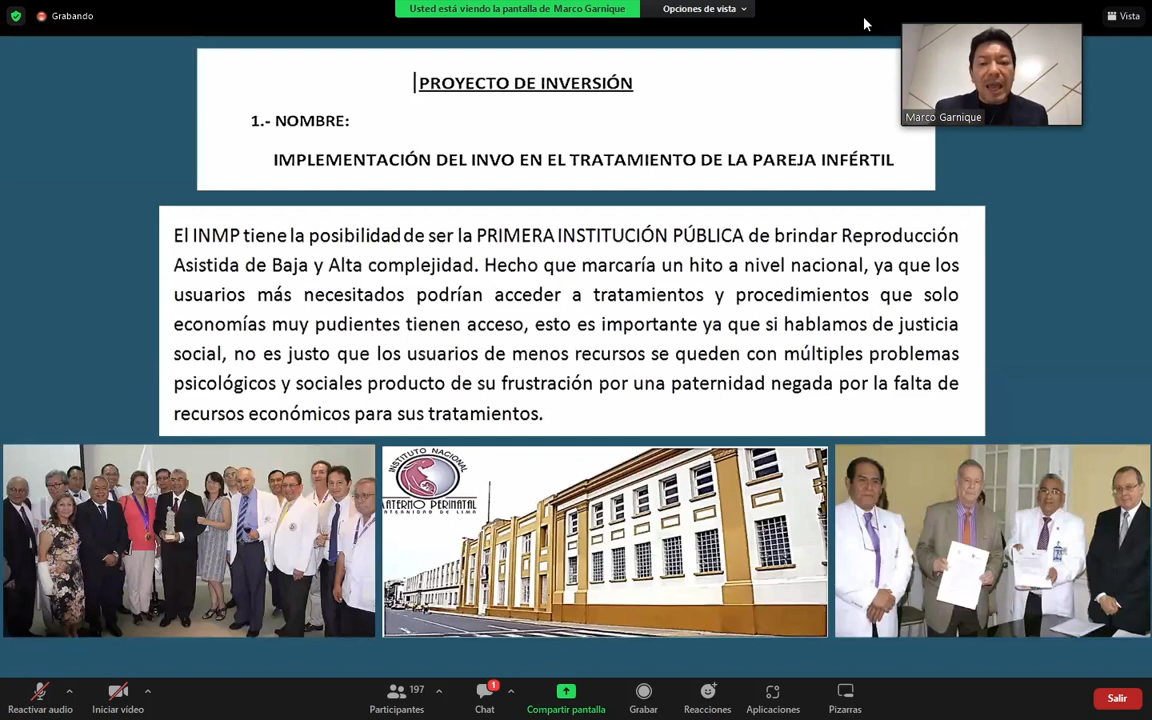 Grabando
Usted está viendo la pantalla de Marco Garnique
Opciones de vista
Vista
PROYECTO DE INVERSIÓN
1.- NOMBRE:
IMPLEMENTACIÓN DEL INVO EN EL TRATAMIENTO DE LA PAREJA INFÉRTIL
Marco Garnique
El INMP tiene la posibilidad de ser la PRIMERA INSTITUCIÓN PÚBLICA de brindar Reproducción
Asistida de Baja y Alta complejidad. Hecho que marcaría un hito a nivel nacional, ya que los
usuarios más necesitados podrían acceder a tratamientos y procedimientos que solo
economías muy pudientes tienen acceso, esto es importante ya que si hablamos de justicia
social, no es justo que los usuarios de menos recursos se queden con múltiples problemas
psicológicos y sociales producto de su frustración por una paternidad negada por la falta de
recursos económicos para sus tratamientos.
INSTITUTO NACIONAL
MATERNO PERINATAL
MATERNIDAD DE LIMA
Reactivar audio
Iniciar vídeo
197
Participantes
1
Chat
Compartir pantalla
Grabar
Reacciones
Aplicaciones
Pizarras
Salir